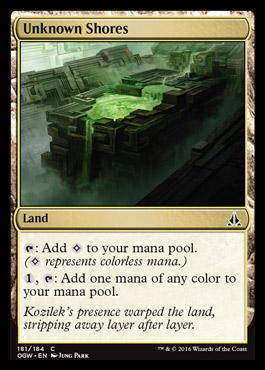 Unknown Shores
Land
: Add to your mana pool.
( represents colorless mana.)
1, : Add one mana of any color to
your mana pool.
Kozilek's presence warped the land,
stripping away layer after layer.
181/184 C
OGW • EN JUNG PARK
™ & © 2016 Wizards of the Coast